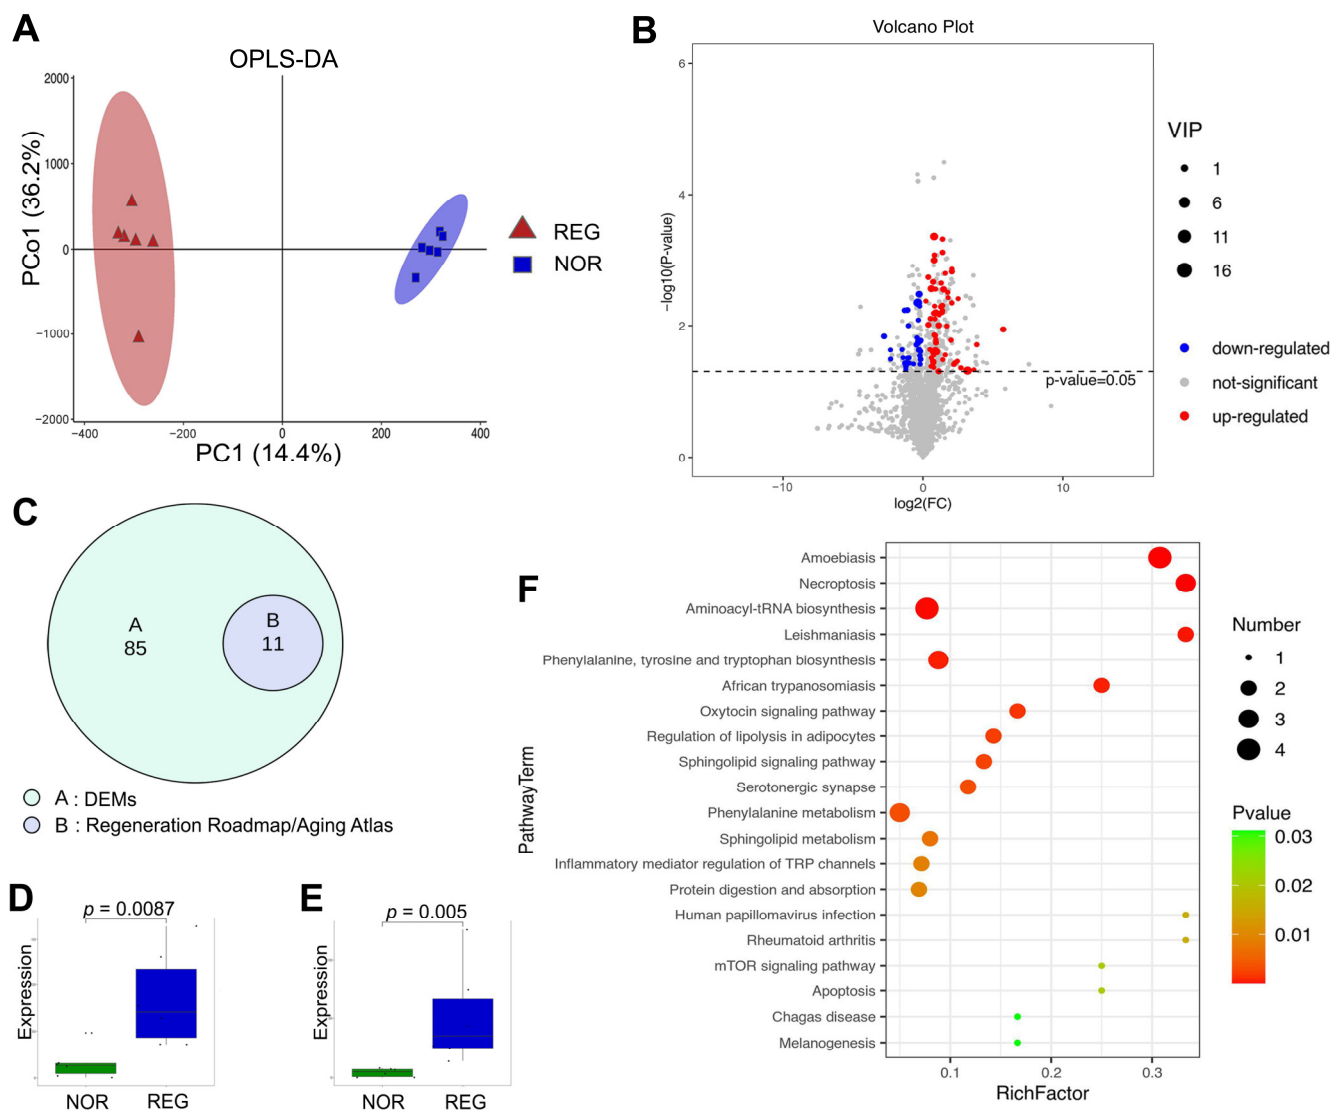 A
OPLS-DA
PCo1 (36.2%)
2000
1000
0
−1000
−2000
−400
−200
0
200
400
PC1 (14.4%)
REG
NOR
B
Volcano Plot
−log10(P-value)
6
4
2
0
−10
0
10
log2(FC)
p-value=0.05
VIP
1
6
11
16
down-regulated
not-significant
up-regulated
C
A
85
B
11
A : DEMs
B : Regeneration Roadmap/Aging Atlas
D
p = 0.0087
Expression
NOR
REG
E
p = 0.005
Expression
NOR
REG
F
PathwayTerm
Amoebiasis
Necroptosis
Aminoacyl-tRNA biosynthesis
Leishmaniasis
Phenylalanine, tyrosine and tryptophan biosynthesis
African trypanosomiasis
Oxytocin signaling pathway
Regulation of lipolysis in adipocytes
Sphingolipid signaling pathway
Serotonergic synapse
Phenylalanine metabolism
Sphingolipid metabolism
Inflammatory mediator regulation of TRP channels
Protein digestion and absorption
Human papillomavirus infection
Rheumatoid arthritis
mTOR signaling pathway
Apoptosis
Chagas disease
Melanogenesis
0.1
0.2
0.3
RichFactor
Number
1
2
3
4
Pvalue
0.03
0.02
0.01